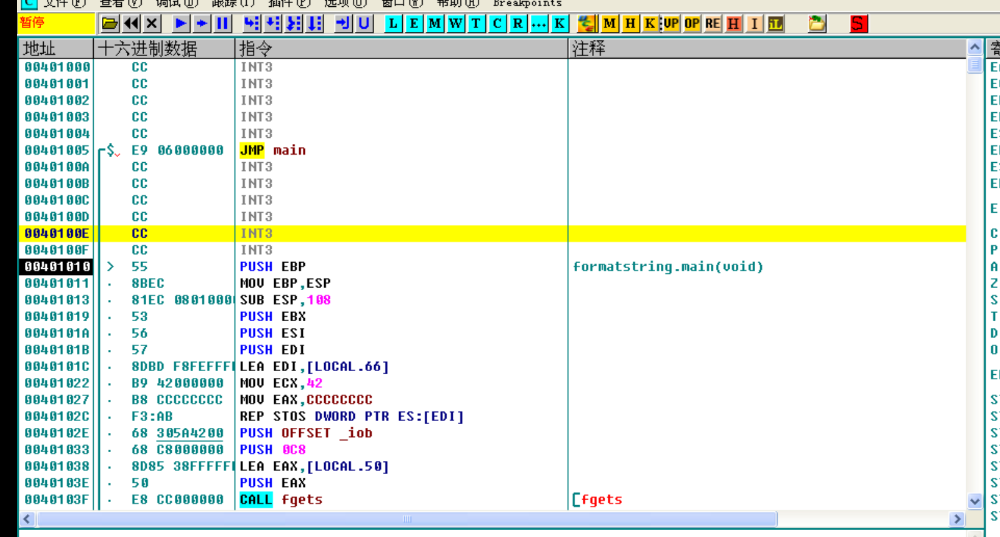 C 文件(F) 查看(V) 调试(D) 跟踪(T) 插件(P) 选项(O) 窗口(W) 帮助(H) Breakpoints
暂停 L E M W T C R ... K M H K UP OP RE H I S
地址 十六进制数据 指令 注释
00401000 CC INT3
00401001 CC INT3
00401002 CC INT3
00401003 CC INT3
00401004 CC INT3
00401005 $ E9 06000000 JMP main
0040100A CC INT3
0040100B CC INT3
0040100C CC INT3
0040100D CC INT3
0040100E CC INT3
0040100F CC INT3
00401010 > 55 PUSH EBP formatstring.main(void)
00401011 . 8BEC MOV EBP,ESP
00401013 . 81EC 0801000 SUB ESP,108
00401019 . 53 PUSH EBX
0040101A . 56 PUSH ESI
0040101B . 57 PUSH EDI
0040101C . 8DBD F8FEFFF LEA EDI,[LOCAL.66]
00401022 . B9 42000000 MOV ECX,42
00401027 . B8 CCCCCCCC MOV EAX,CCCCCCCC
0040102C . F3:AB REP STOS DWORD PTR ES:[EDI]
0040102E . 68 305A4200 PUSH OFFSET _iob
00401033 . 68 C8000000 PUSH 0C8
00401038 . 8D85 38FFFFF LEA EAX,[LOCAL.50]
0040103E . 50 PUSH EAX
0040103F . E8 CC000000 CALL fgets [fgets